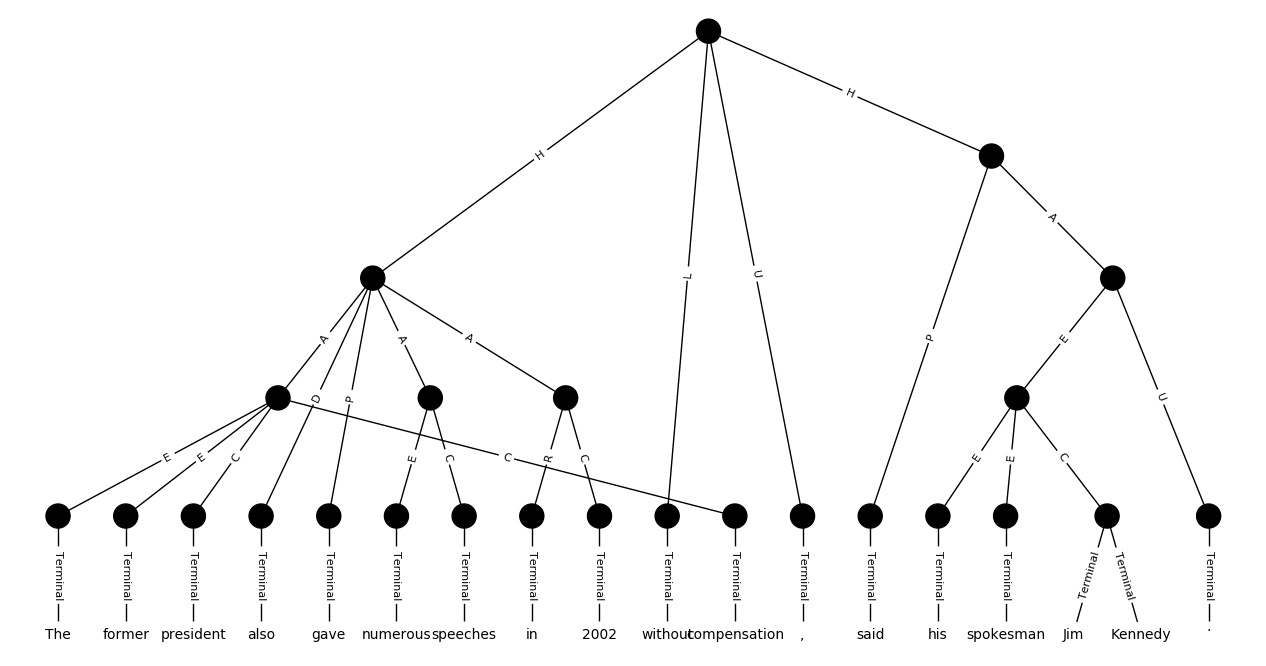 H
H
H
L
U
P
A
A
D
P
A
A
E
U
E
E
C
E
C
C
R
C
E
E
C
Terminal Terminal Terminal Terminal Terminal Terminal Terminal Terminal Terminal Terminal Terminal Terminal Terminal Terminal Terminal Terminal Terminal Terminal
The former president also gave numerous speeches in 2002 without compensation , said his spokesman Jim Kennedy .